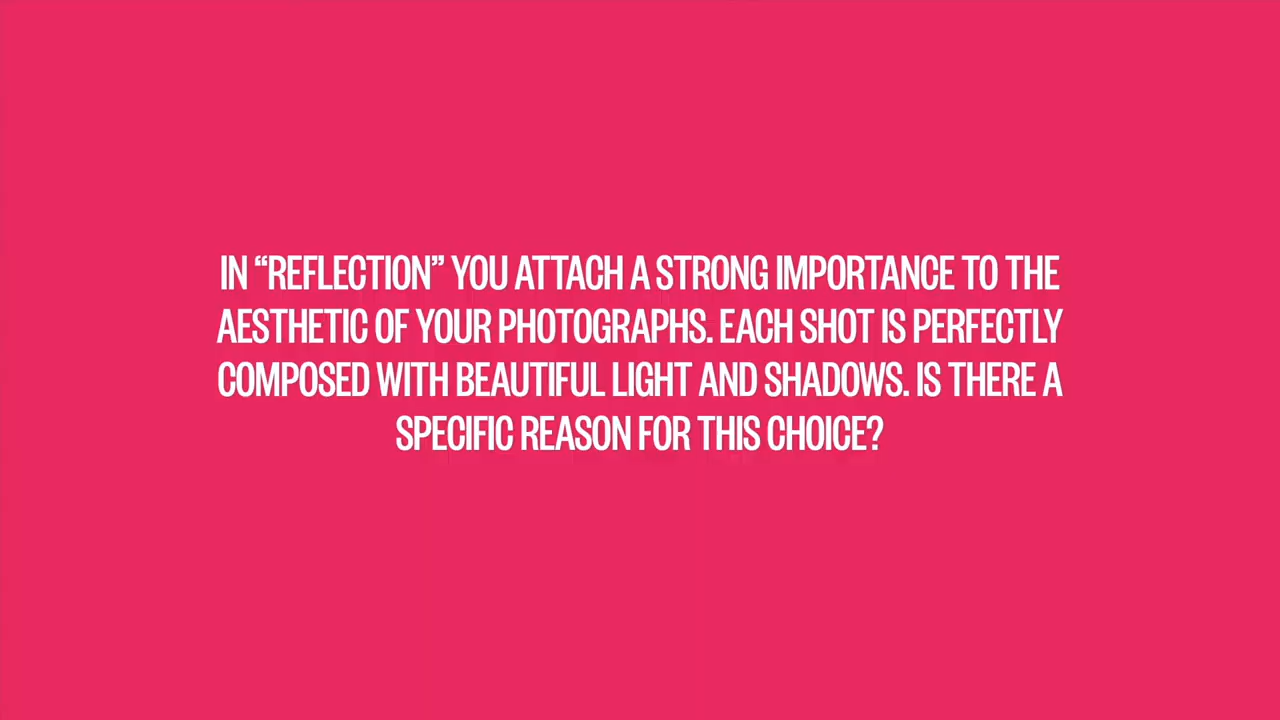 IN “REFLECTION” YOU ATTACH A STRONG IMPORTANCE TO THE
AESTHETIC OF YOUR PHOTOGRAPHS. EACH SHOT IS PERFECTLY
COMPOSED WITH BEAUTIFUL LIGHT AND SHADOWS. IS THERE A
SPECIFIC REASON FOR THIS CHOICE?